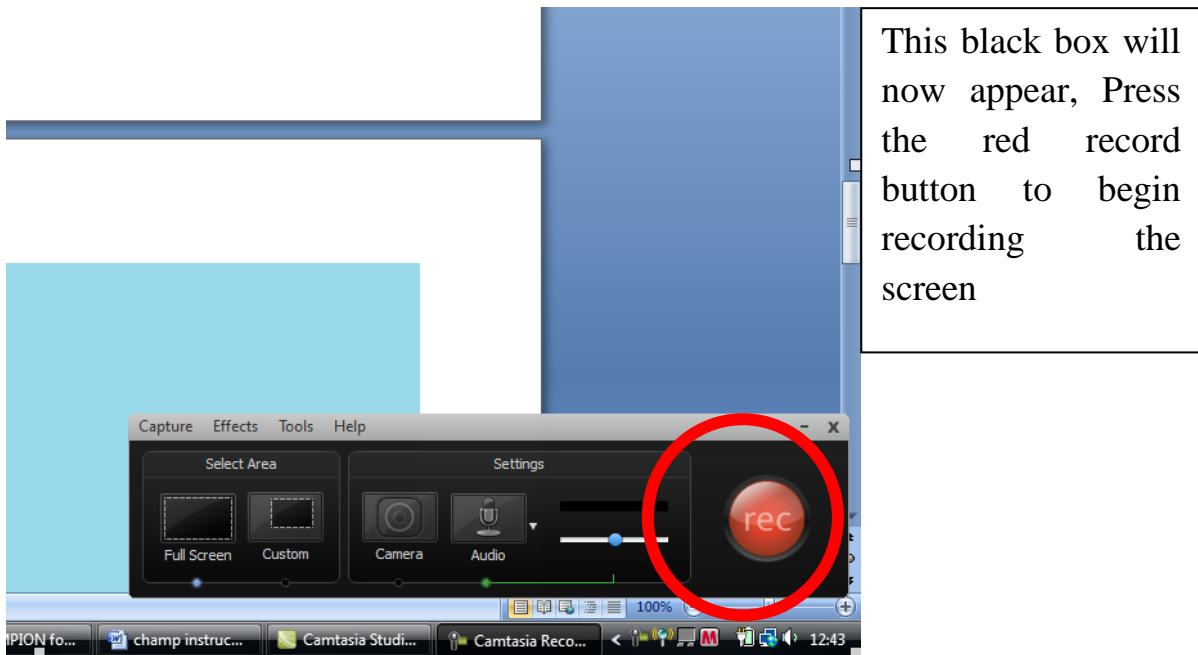 This black box will
now appear, Press
the red record
button to begin
recording the
screen
Capture Effects Tools Help
Select Area
Settings
rec
Full Screen Custom Camera Audio
100%
PION fo... champ instruc... Camtasia Studi... Camtasia Reco... 12:43